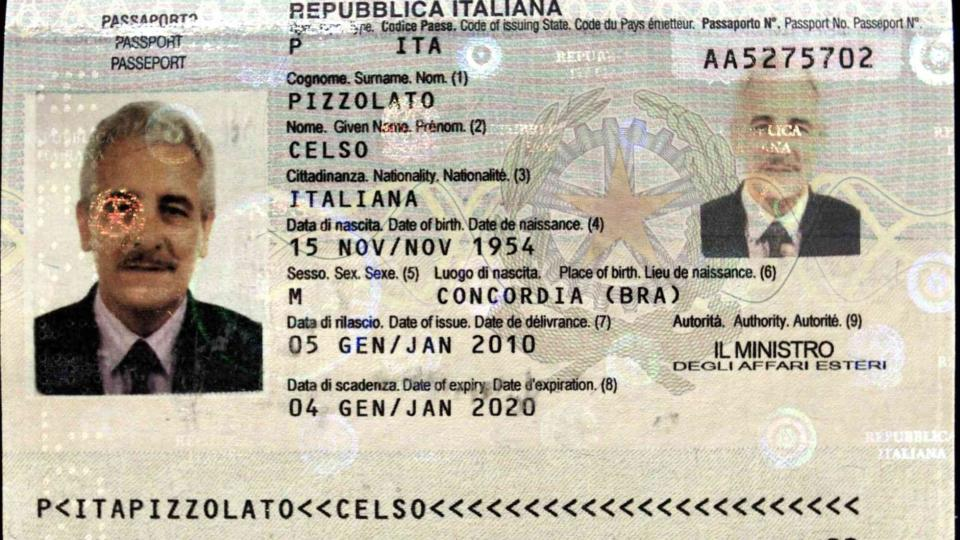 REPUBBLICA ITALIANA
PASSAPORTO
PASSPORT
PASSEPORT
Codice Paese. Code of issuing State. Code du Pays émetteur. Passaporto N°. Passport No. Passeport N°.
P ITA
AA5275702
Cognome. Surname. Nom. (1)
PIZZOLATO
Nome. Given Name. Prénom. (2)
CELSO
Cittadinanza. Nationality. Nationalité. (3)
ITALIANA
Data di nascita. Date of birth. Date de naissance. (4)
15 NOV/NOV 1954
Sesso. Sex. Sexe. (5) Luogo di nascita. Place of birth. Lieu de naissance. (6)
M CONCORDIA (BRA)
Data di rilascio. Date of issue. Date de délivrance. (7) Autorità. Authority. Autorité. (9)
05 GEN/JAN 2010
IL MINISTRO
DEGLI AFFARI ESTERI
Data di scadenza. Date of expiry. Date d'expiration. (8)
04 GEN/JAN 2020
REPUBBLICA
ITALIANA
P<ITAPIZZOLATO<<CELSO<<<<<<<<<<<<<<<<<<<<<<<